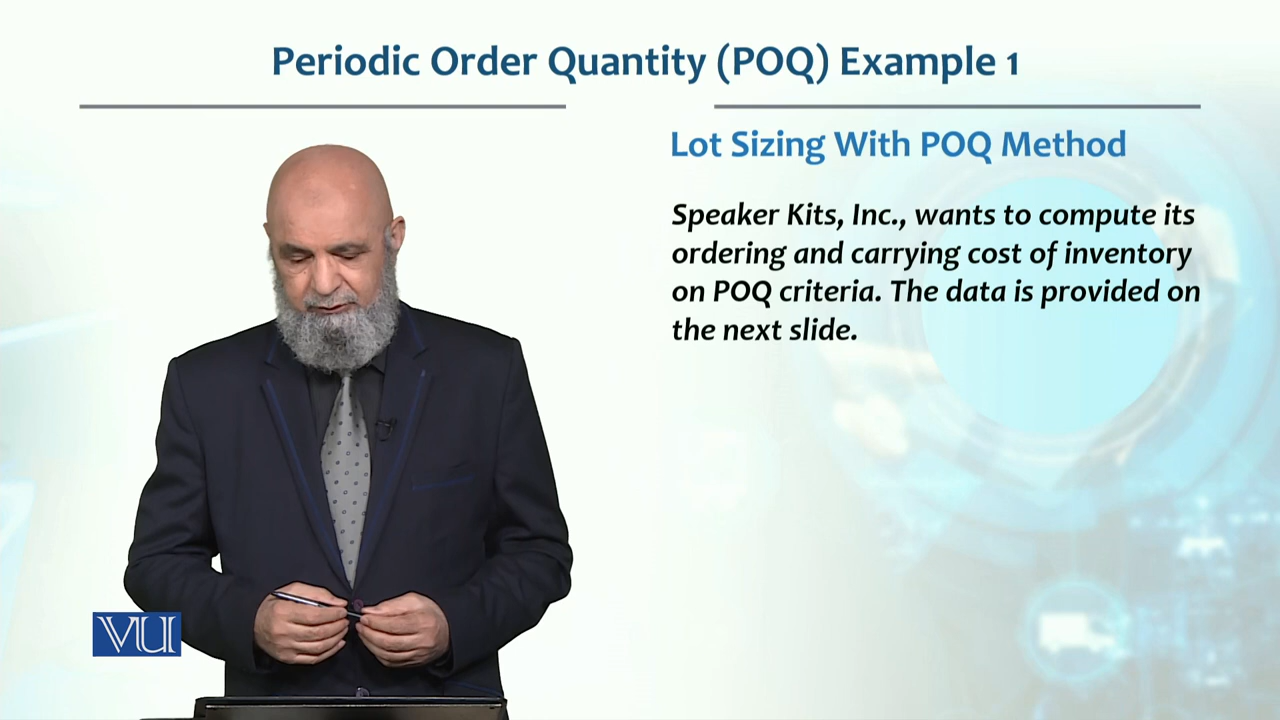 Periodic Order Quantity (POQ) Example 1
Lot Sizing With POQ Method
Speaker Kits, Inc., wants to compute its
ordering and carrying cost of inventory
on POQ criteria. The data is provided on
the next slide.
VU